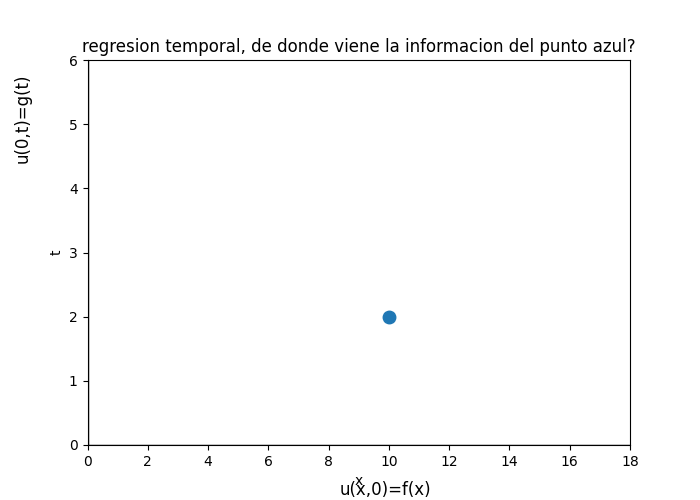 regresion temporal, de donde viene la informacion del punto azul?
u(0,t)=g(t)
t
6
5
4
3
2
1
0
0 2 4 6 8 10 12 14 16 18
x
u(x,0)=f(x)